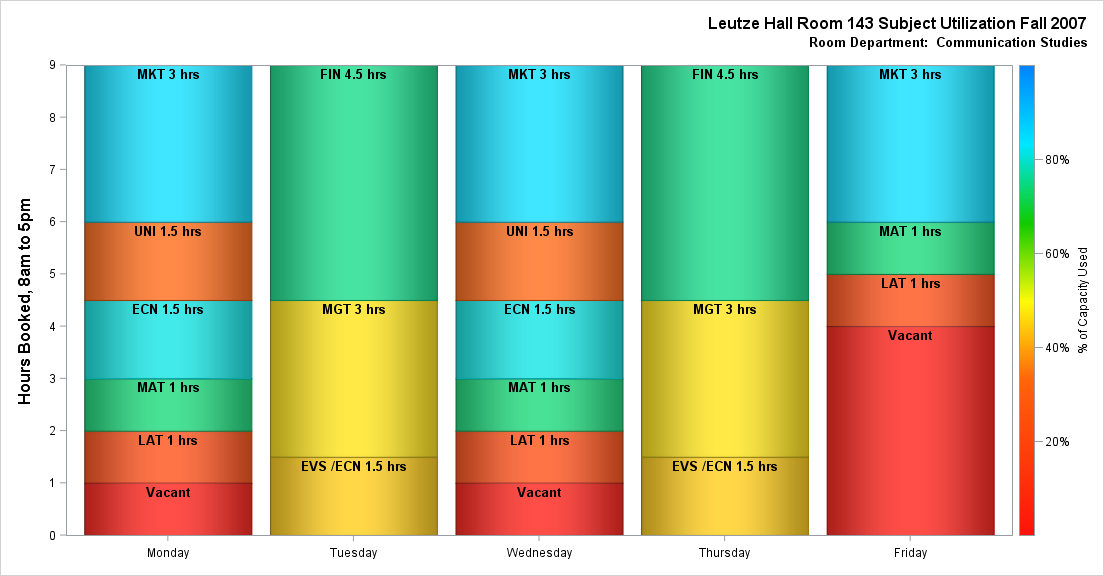 Leutze Hall Room 143 Subject Utilization Fall 2007
Room Department:  Communication Studies
Hours Booked, 8am to 5pm
9
8
7
6
5
4
3
2
1
0
MKT 3 hrs
UNI 1.5 hrs
ECN 1.5 hrs
MAT 1 hrs
LAT 1 hrs
Vacant
Monday
FIN 4.5 hrs
MGT 3 hrs
EVS /ECN 1.5 hrs
Tuesday
MKT 3 hrs
UNI 1.5 hrs
ECN 1.5 hrs
MAT 1 hrs
LAT 1 hrs
Vacant
Wednesday
FIN 4.5 hrs
MGT 3 hrs
EVS /ECN 1.5 hrs
Thursday
MKT 3 hrs
MAT 1 hrs
LAT 1 hrs
Vacant
Friday
80%
60%
40%
20%
% of Capacity Used